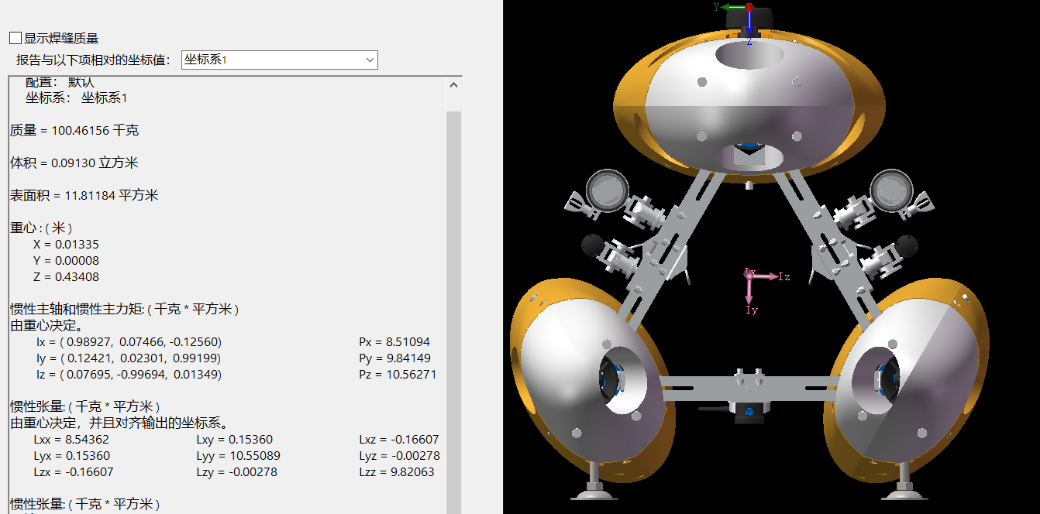 显示焊缝质量
报告与以下项相对的坐标值： 坐标系1
配置： 默认
坐标系： 坐标系1
质量 = 100.46156 千克
体积 = 0.09130 立方米
表面积 = 11.81184 平方米
重心 : ( 米 )
X = 0.01335
Y = 0.00008
Z = 0.43408
惯性主轴和惯性主力矩: ( 千克 * 平方米 )
由重心决定。
Ix = ( 0.98927, 0.07466, -0.12560) Px = 8.51094
Iy = ( 0.12421, 0.02301, 0.99199) Py = 9.84149
Iz = ( 0.07695, -0.99694, 0.01349) Pz = 10.56271
惯性张量: ( 千克 * 平方米 )
由重心决定，并且对齐输出的坐标系。
Lxx = 8.54362 Lxy = 0.15360 Lxz = -0.16607
Lyx = 0.15360 Lyy = 10.55089 Lyz = -0.00278
Lzx = -0.16607 Lzy = -0.00278 Lzz = 9.82063
惯性张量: ( 千克 * 平方米 )
Y
Z
Ix
Iz
Iy